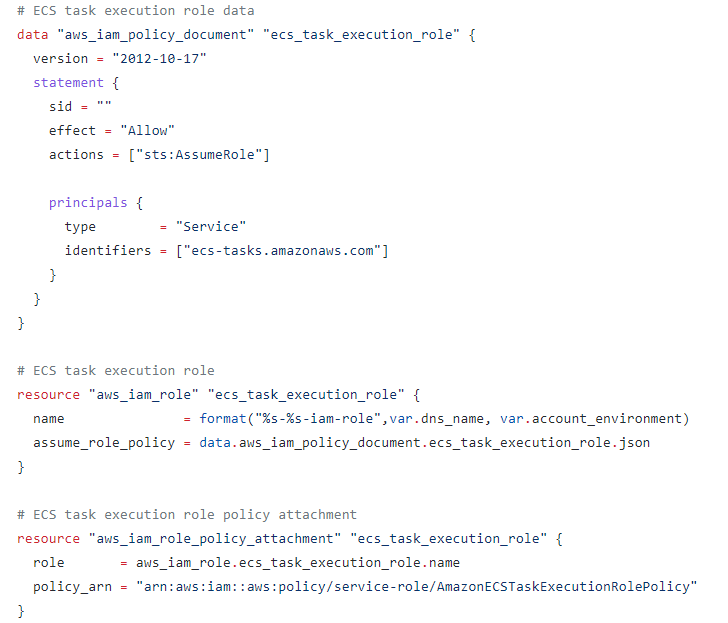 # ECS task execution role data
data "aws_iam_policy_document" "ecs_task_execution_role" {
  version = "2012-10-17"
  statement {
    sid = ""
    effect = "Allow"
    actions = ["sts:AssumeRole"]

    principals {
      type        = "Service"
      identifiers = ["ecs-tasks.amazonaws.com"]
    }
  }
}

# ECS task execution role
resource "aws_iam_role" "ecs_task_execution_role" {
  name               = format("%s-%s-iam-role",var.dns_name, var.account_environment)
  assume_role_policy = data.aws_iam_policy_document.ecs_task_execution_role.json
}

# ECS task execution role policy attachment
resource "aws_iam_role_policy_attachment" "ecs_task_execution_role" {
  role       = aws_iam_role.ecs_task_execution_role.name
  policy_arn = "arn:aws:iam::aws:policy/service-role/AmazonECSTaskExecutionRolePolicy"
}